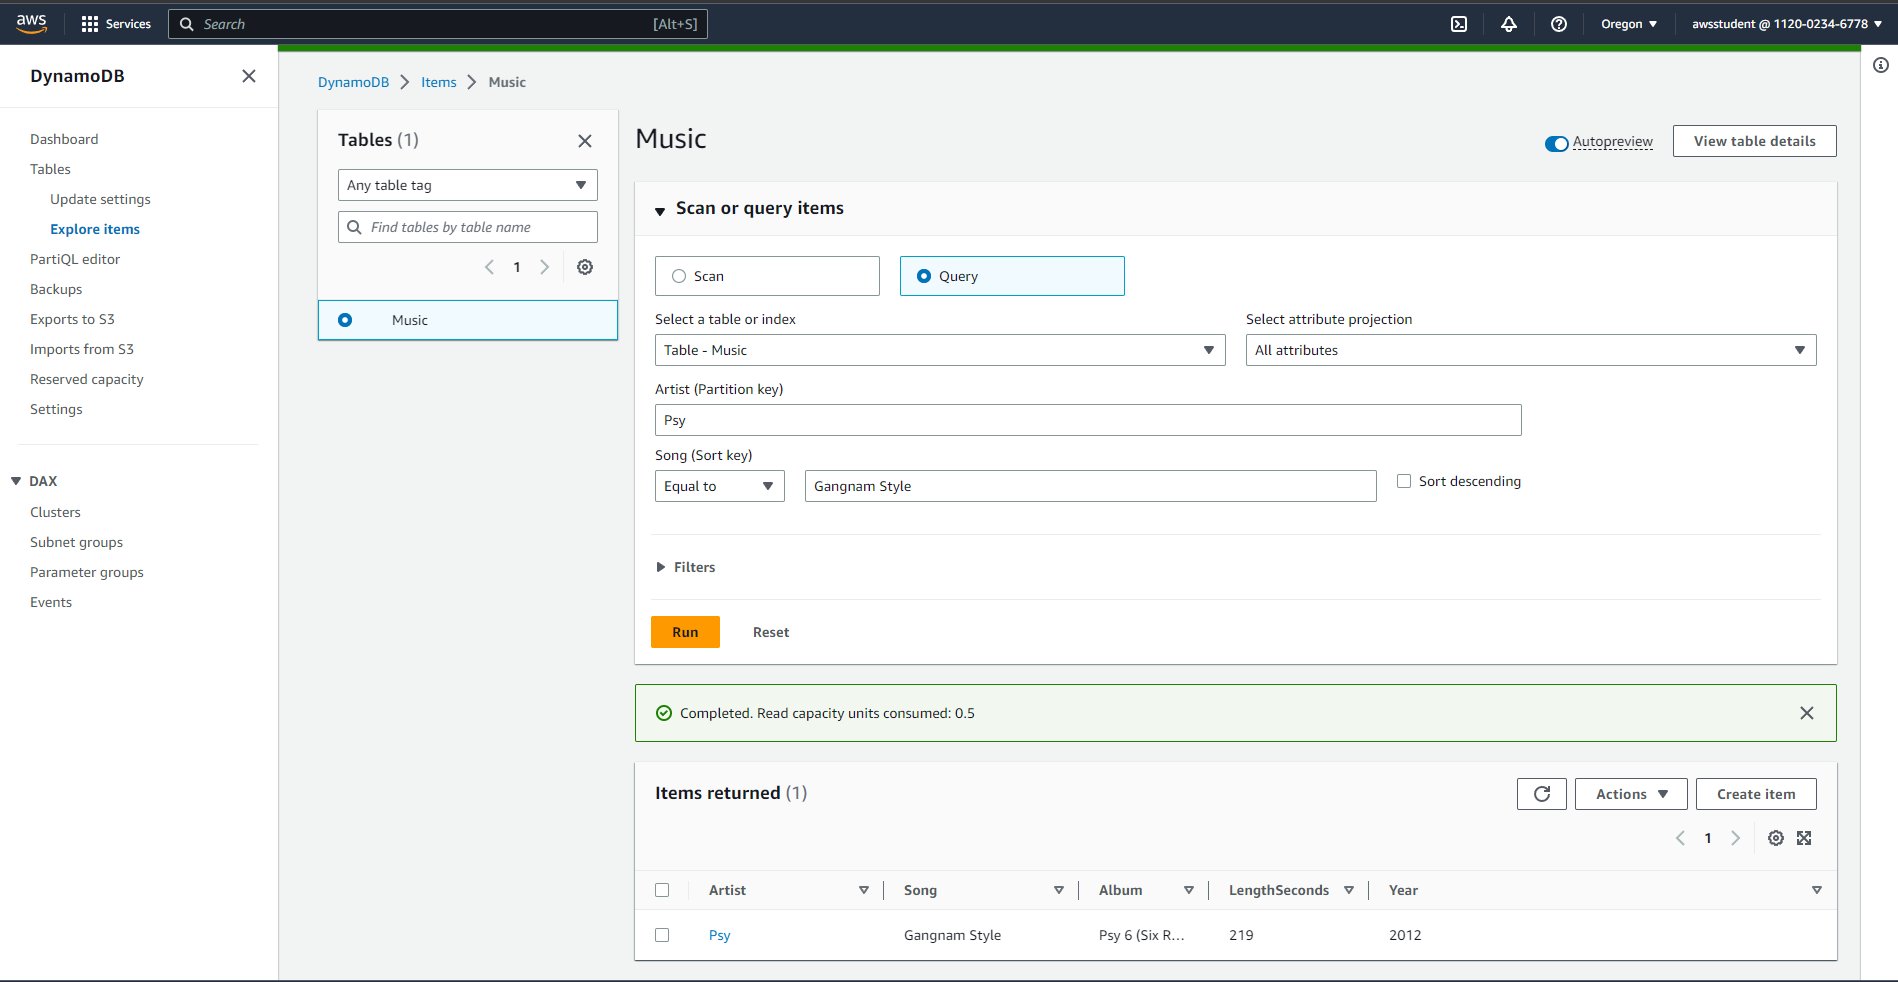 aws
Services
Search
[Alt+S]
Oregon
awsstudent @ 1120-0234-6778
DynamoDB
Dashboard
Tables
Update settings
Explore items
PartiQL editor
Backups
Exports to S3
Imports from S3
Reserved capacity
Settings
DAX
Clusters
Subnet groups
Parameter groups
Events
DynamoDB
Items
Music
Tables (1)
Any table tag
Find tables by table name
1
Music
Music
Autopreview
View table details
Scan or query items
Scan
Query
Select a table or index
Select attribute projection
Table - Music
All attributes
Artist (Partition key)
Psy
Song (Sort key)
Equal to
Gangnam Style
Sort descending
Filters
Run
Reset
Completed. Read capacity units consumed: 0.5
Items returned (1)
Actions
Create item
1
Artist
Song
Album
LengthSeconds
Year
Psy
Gangnam Style
Psy 6 (Six R...
219
2012